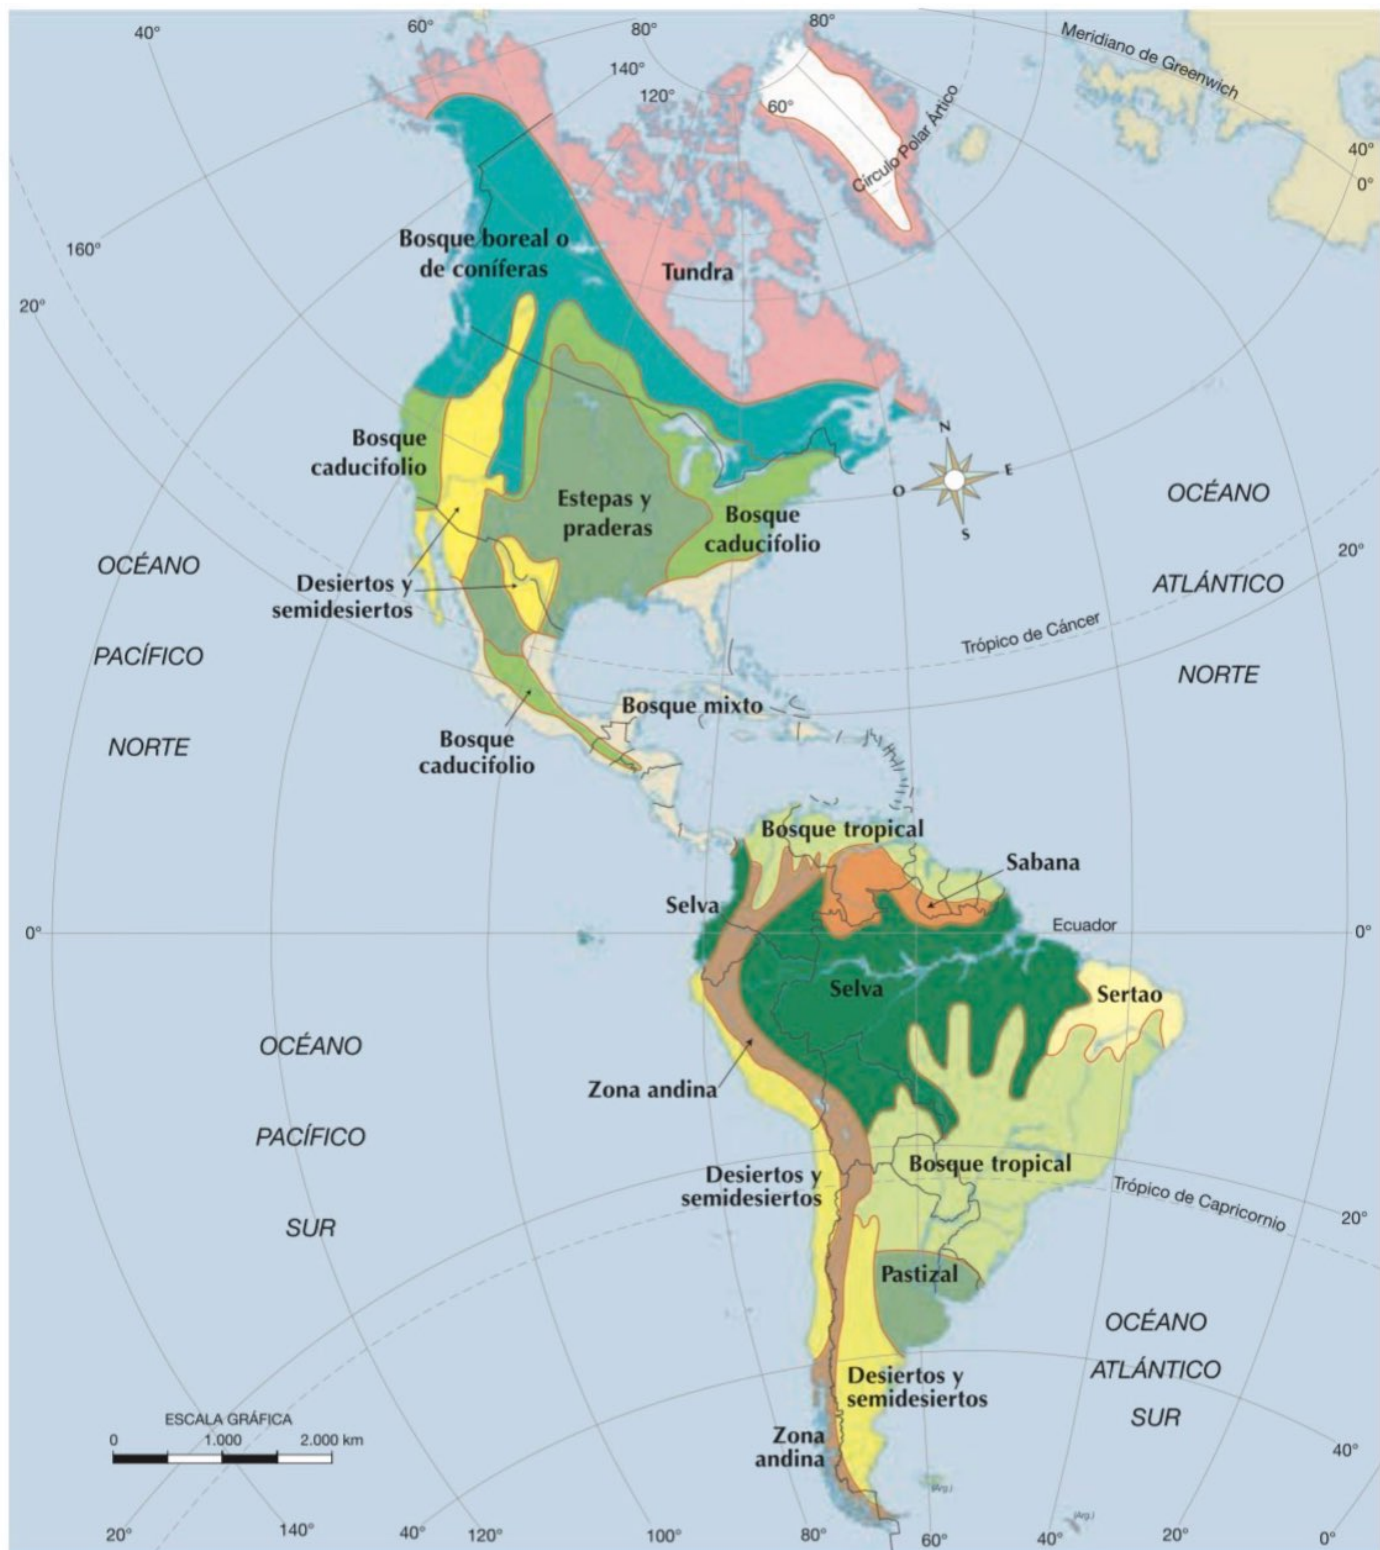 40°
60°
80°
80°
Meridiano de Greenwich
140°
120°
60°
Círculo Polar Ártico
40°
0°
160°
Bosque boreal o
de coníferas
Tundra
20°
N
E
O
S
Bosque
caducifolio
Estepas y
praderas
Bosque
caducifolio
OCÉANO
ATLÁNTICO
NORTE
20°
OCÉANO
PACÍFICO
NORTE
Desiertos y
semidesiertos
Trópico de Cáncer
Bosque mixto
Bosque
caducifolio
Bosque tropical
Sabana
Selva
Ecuador
0°
0°
Selva
Sertao
OCÉANO
PACÍFICO
SUR
Zona andina
Desiertos y
semidesiertos
Bosque tropical
Trópico de Capricornio
20°
Pastizal
OCÉANO
ATLÁNTICO
SUR
Desiertos y
semidesiertos
Zona
andina
ESCALA GRÁFICA
0 1.000 2.000 km
40°
(Arg.)
(Arg.)
20°
140°
40°
120°
100°
80°
60°
40°
20°
0°